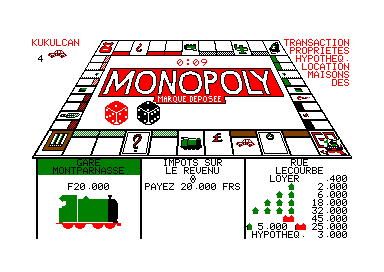 KUKULCAN
4
TRANSACTION
PROPRIETES
HYPOTHEQ.
LOCATION
MAISONS
DES
0:09
MONOPOLY
MARQUE DEPOSEE
GARE
MONTPARNASSE
F20.000
IMPOTS SUR
LE REVENU
PAYEZ 20.000 FRS
RUE
LECOURBE
LOYER .400
2.000
6.000
18.000
32.000
45.000
5.000 25.000
HYPOTHEQ. 3.000